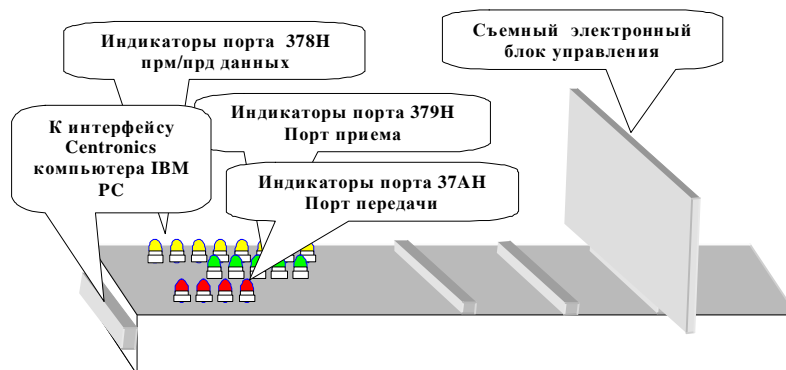 Индикаторы порта 378Н
прм/прд данных
Съемный электронный
блок управления
Индикаторы порта 379Н
Порт приема
К интерфейсу
Centronics
компьютера IBM
PC
Индикаторы порта 37АН
Порт передачи